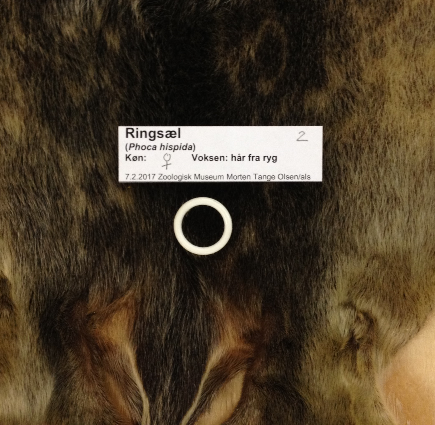 Ringsæl 2
(Phoca hispida)
Køn: ♀ Voksen: hår fra ryg
7.2.2017 Zoologisk Museum Morten Tange Olsen/als